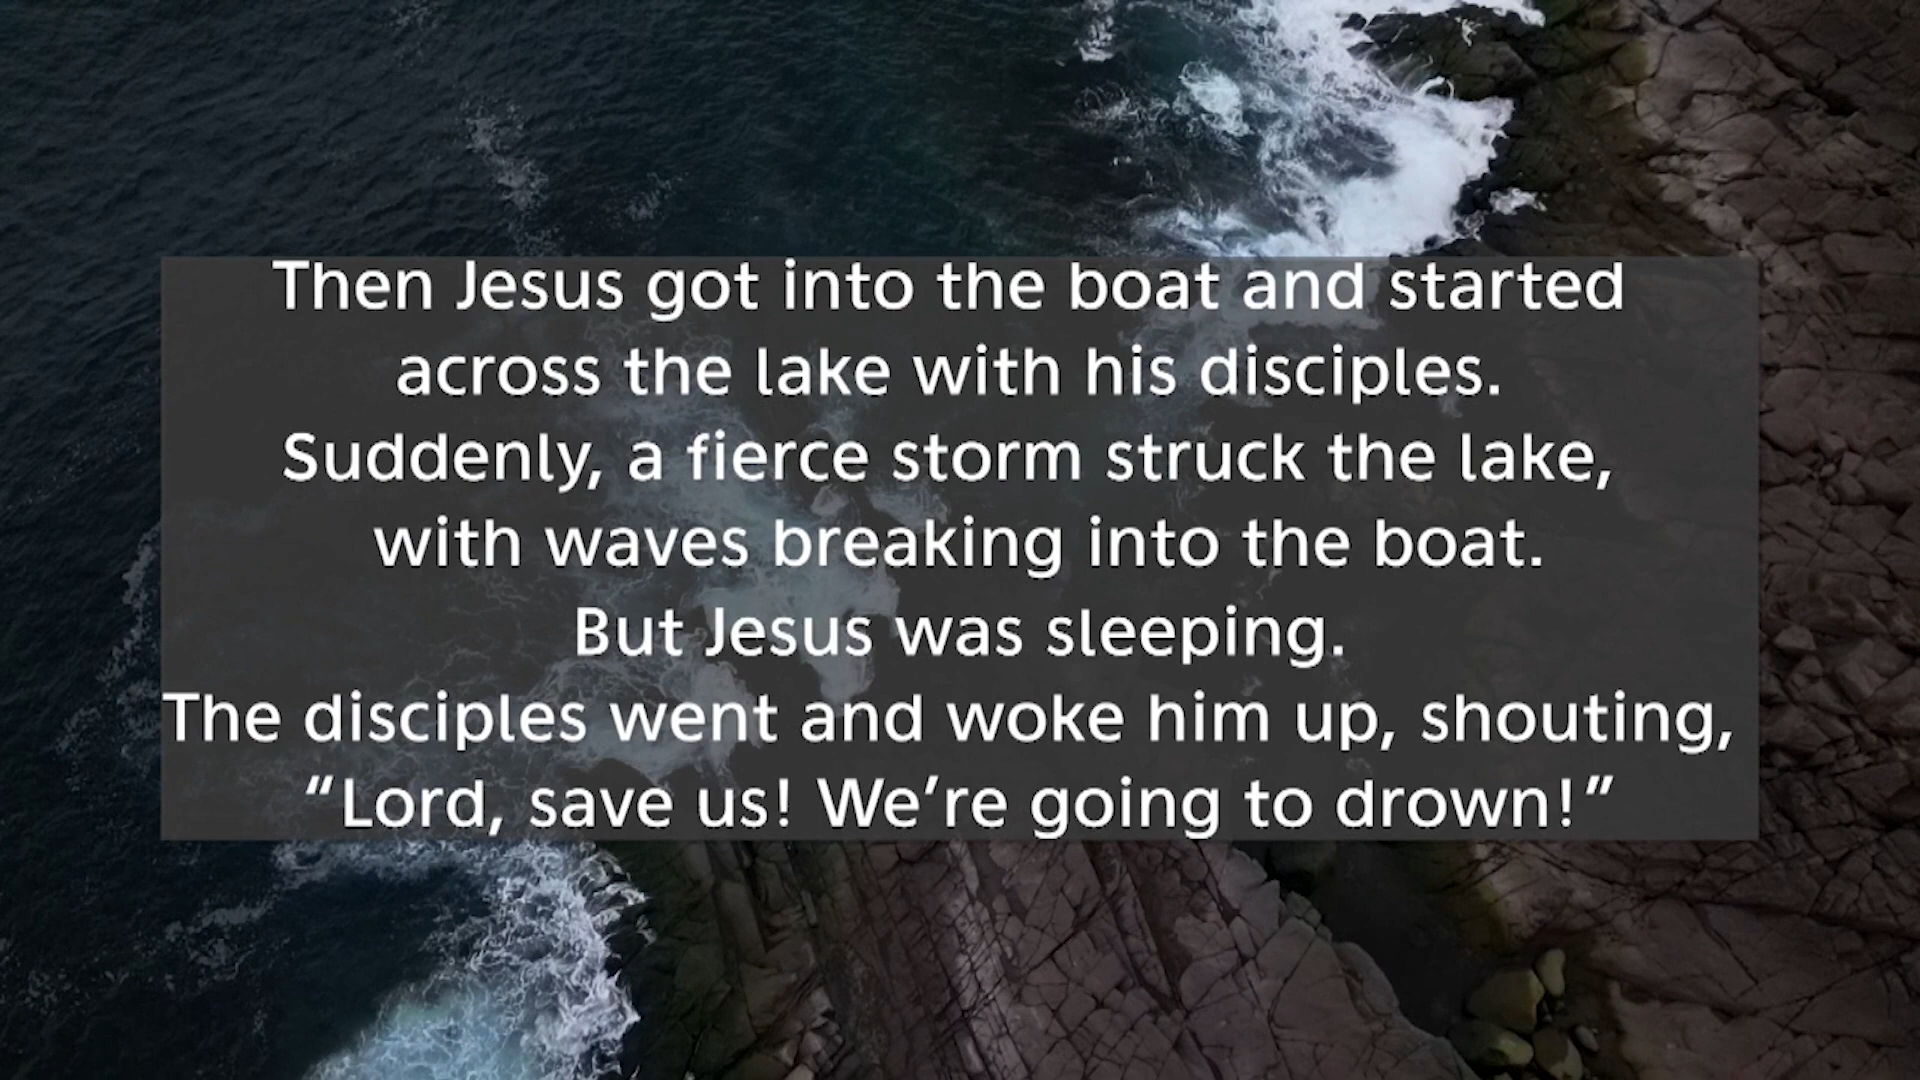 Then Jesus got into the boat and started
across the lake with his disciples.
Suddenly, a fierce storm struck the lake,
with waves breaking into the boat.
But Jesus was sleeping.
The disciples went and woke him up, shouting,
“Lord, save us! We’re going to drown!”